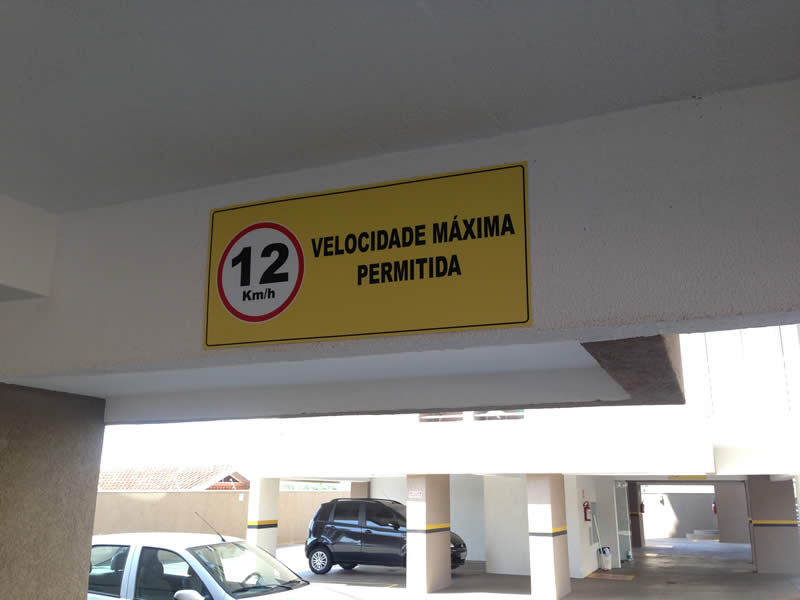 12
Km/h
VELOCIDADE MÁXIMA
PERMITIDA